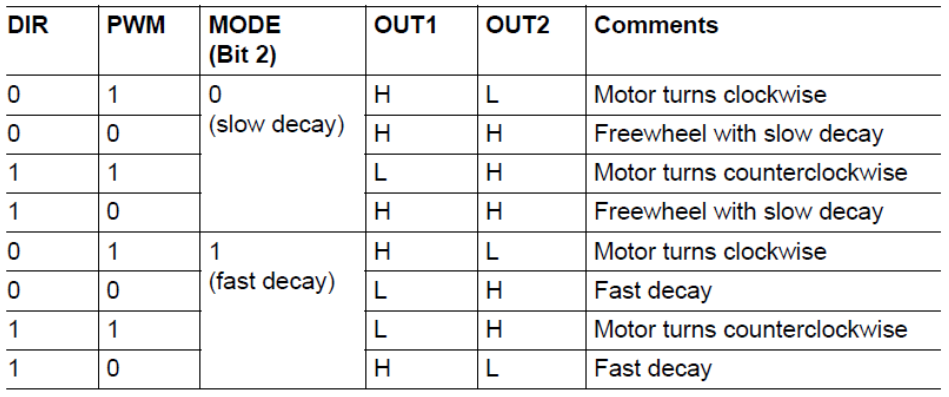 DIR PWM MODE (Bit 2) OUT1 OUT2 Comments
0 1 0 (slow decay) H L Motor turns clockwise
0 0 H H Freewheel with slow decay
1 1 L H Motor turns counterclockwise
1 0 H H Freewheel with slow decay
0 1 1 (fast decay) H L Motor turns clockwise
0 0 L H Fast decay
1 1 L H Motor turns counterclockwise
1 0 H L Fast decay